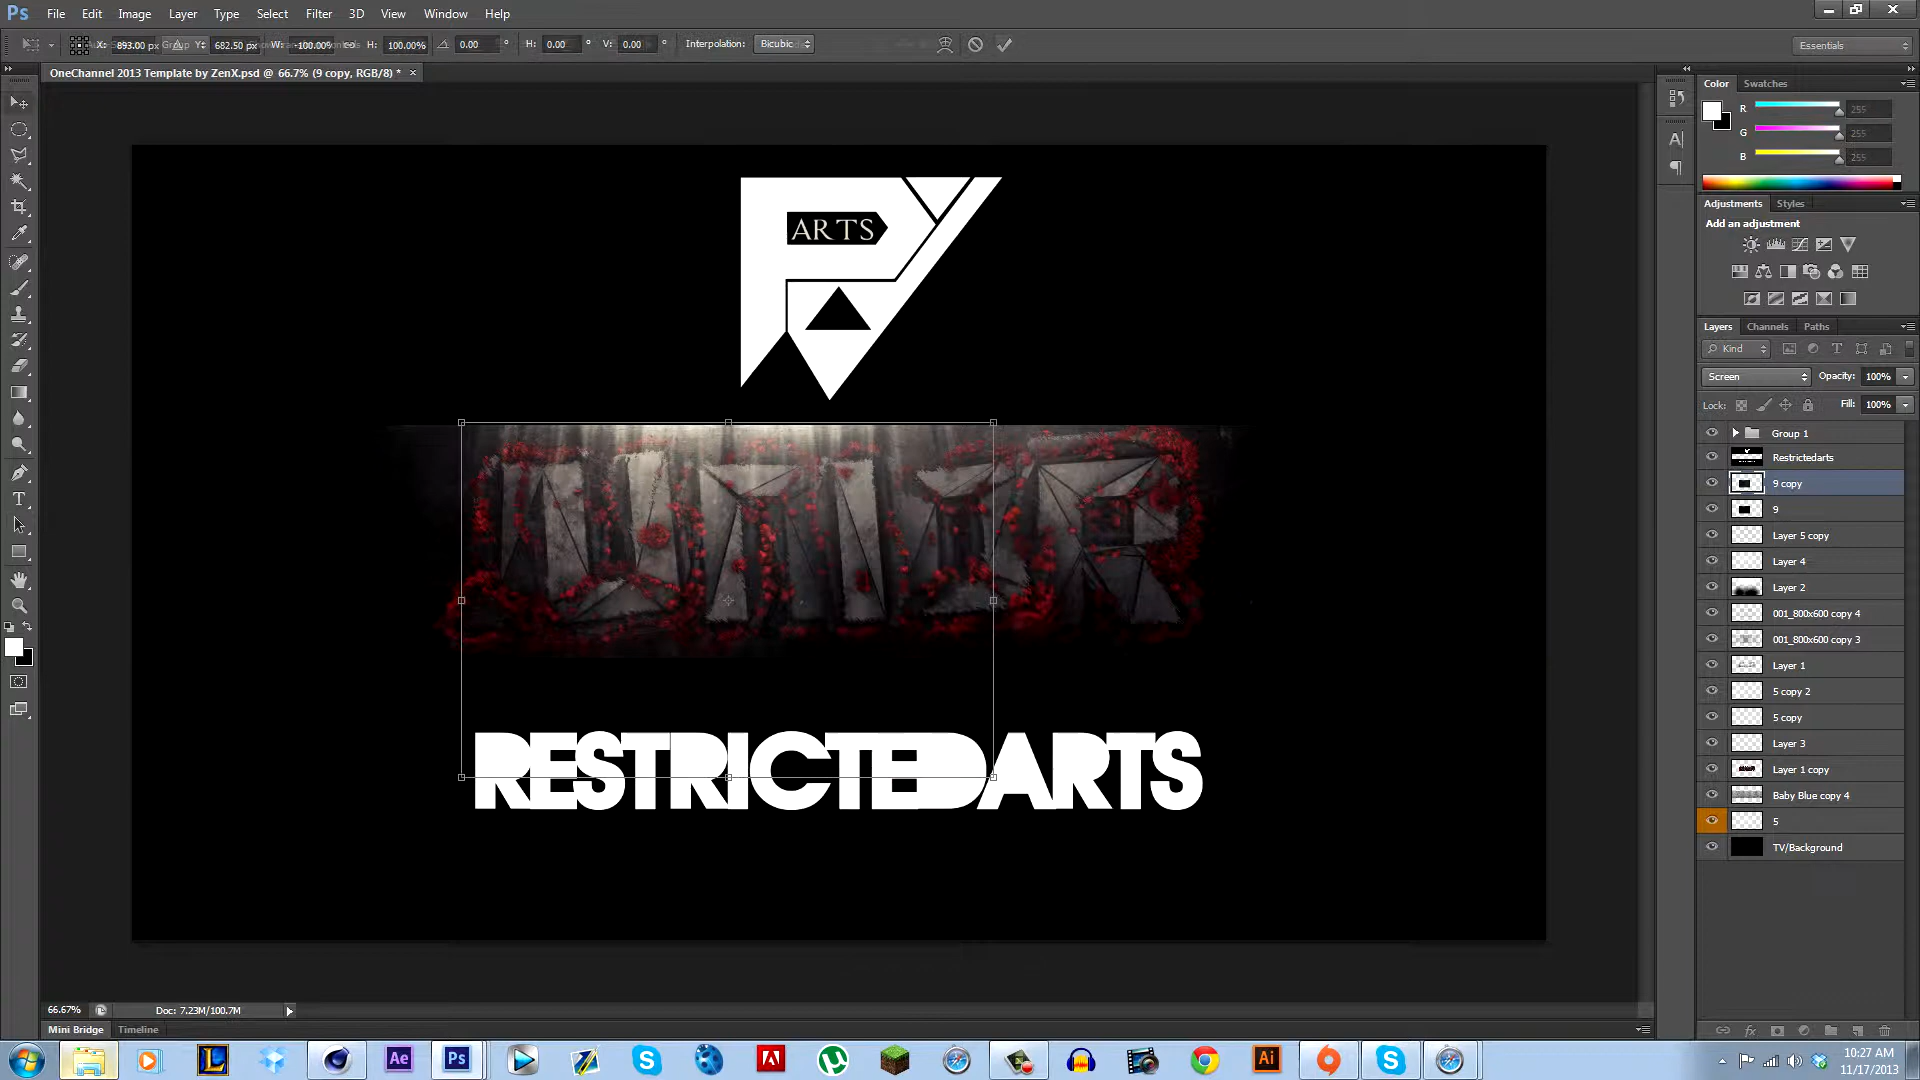 Ps File Edit Image Layer Type Select Filter 3D View Window Help
X: 893.00 px Y: 682.50 px W: -100.00% H: 100.00% 0.00 ° H: 0.00 ° V: 0.00 ° Interpolation: Bicubic Essentials
OneChannel 2013 Template by ZenX.psd @ 66.7% (9 copy, RGB/8) * ×
Color Swatches
R 255
G 255
B 255
Adjustments Styles
Add an adjustment
Layers Channels Paths
Kind
Screen Opacity: 100%
Lock: Fill: 100%
Group 1
Restrictedarts
9 copy
9
Layer 5 copy
Layer 4
Layer 2
001_800x600 copy 4
001_800x600 copy 3
Layer 1
5 copy 2
5 copy
Layer 3
Layer 1 copy
Baby Blue copy 4
5
TV/Background
ARTS
RESTRICTEDARTS
66.67% Doc: 7.23M/100.7M
Mini Bridge Timeline
L Ae Ps Ai
10:27 AM
11/17/2013